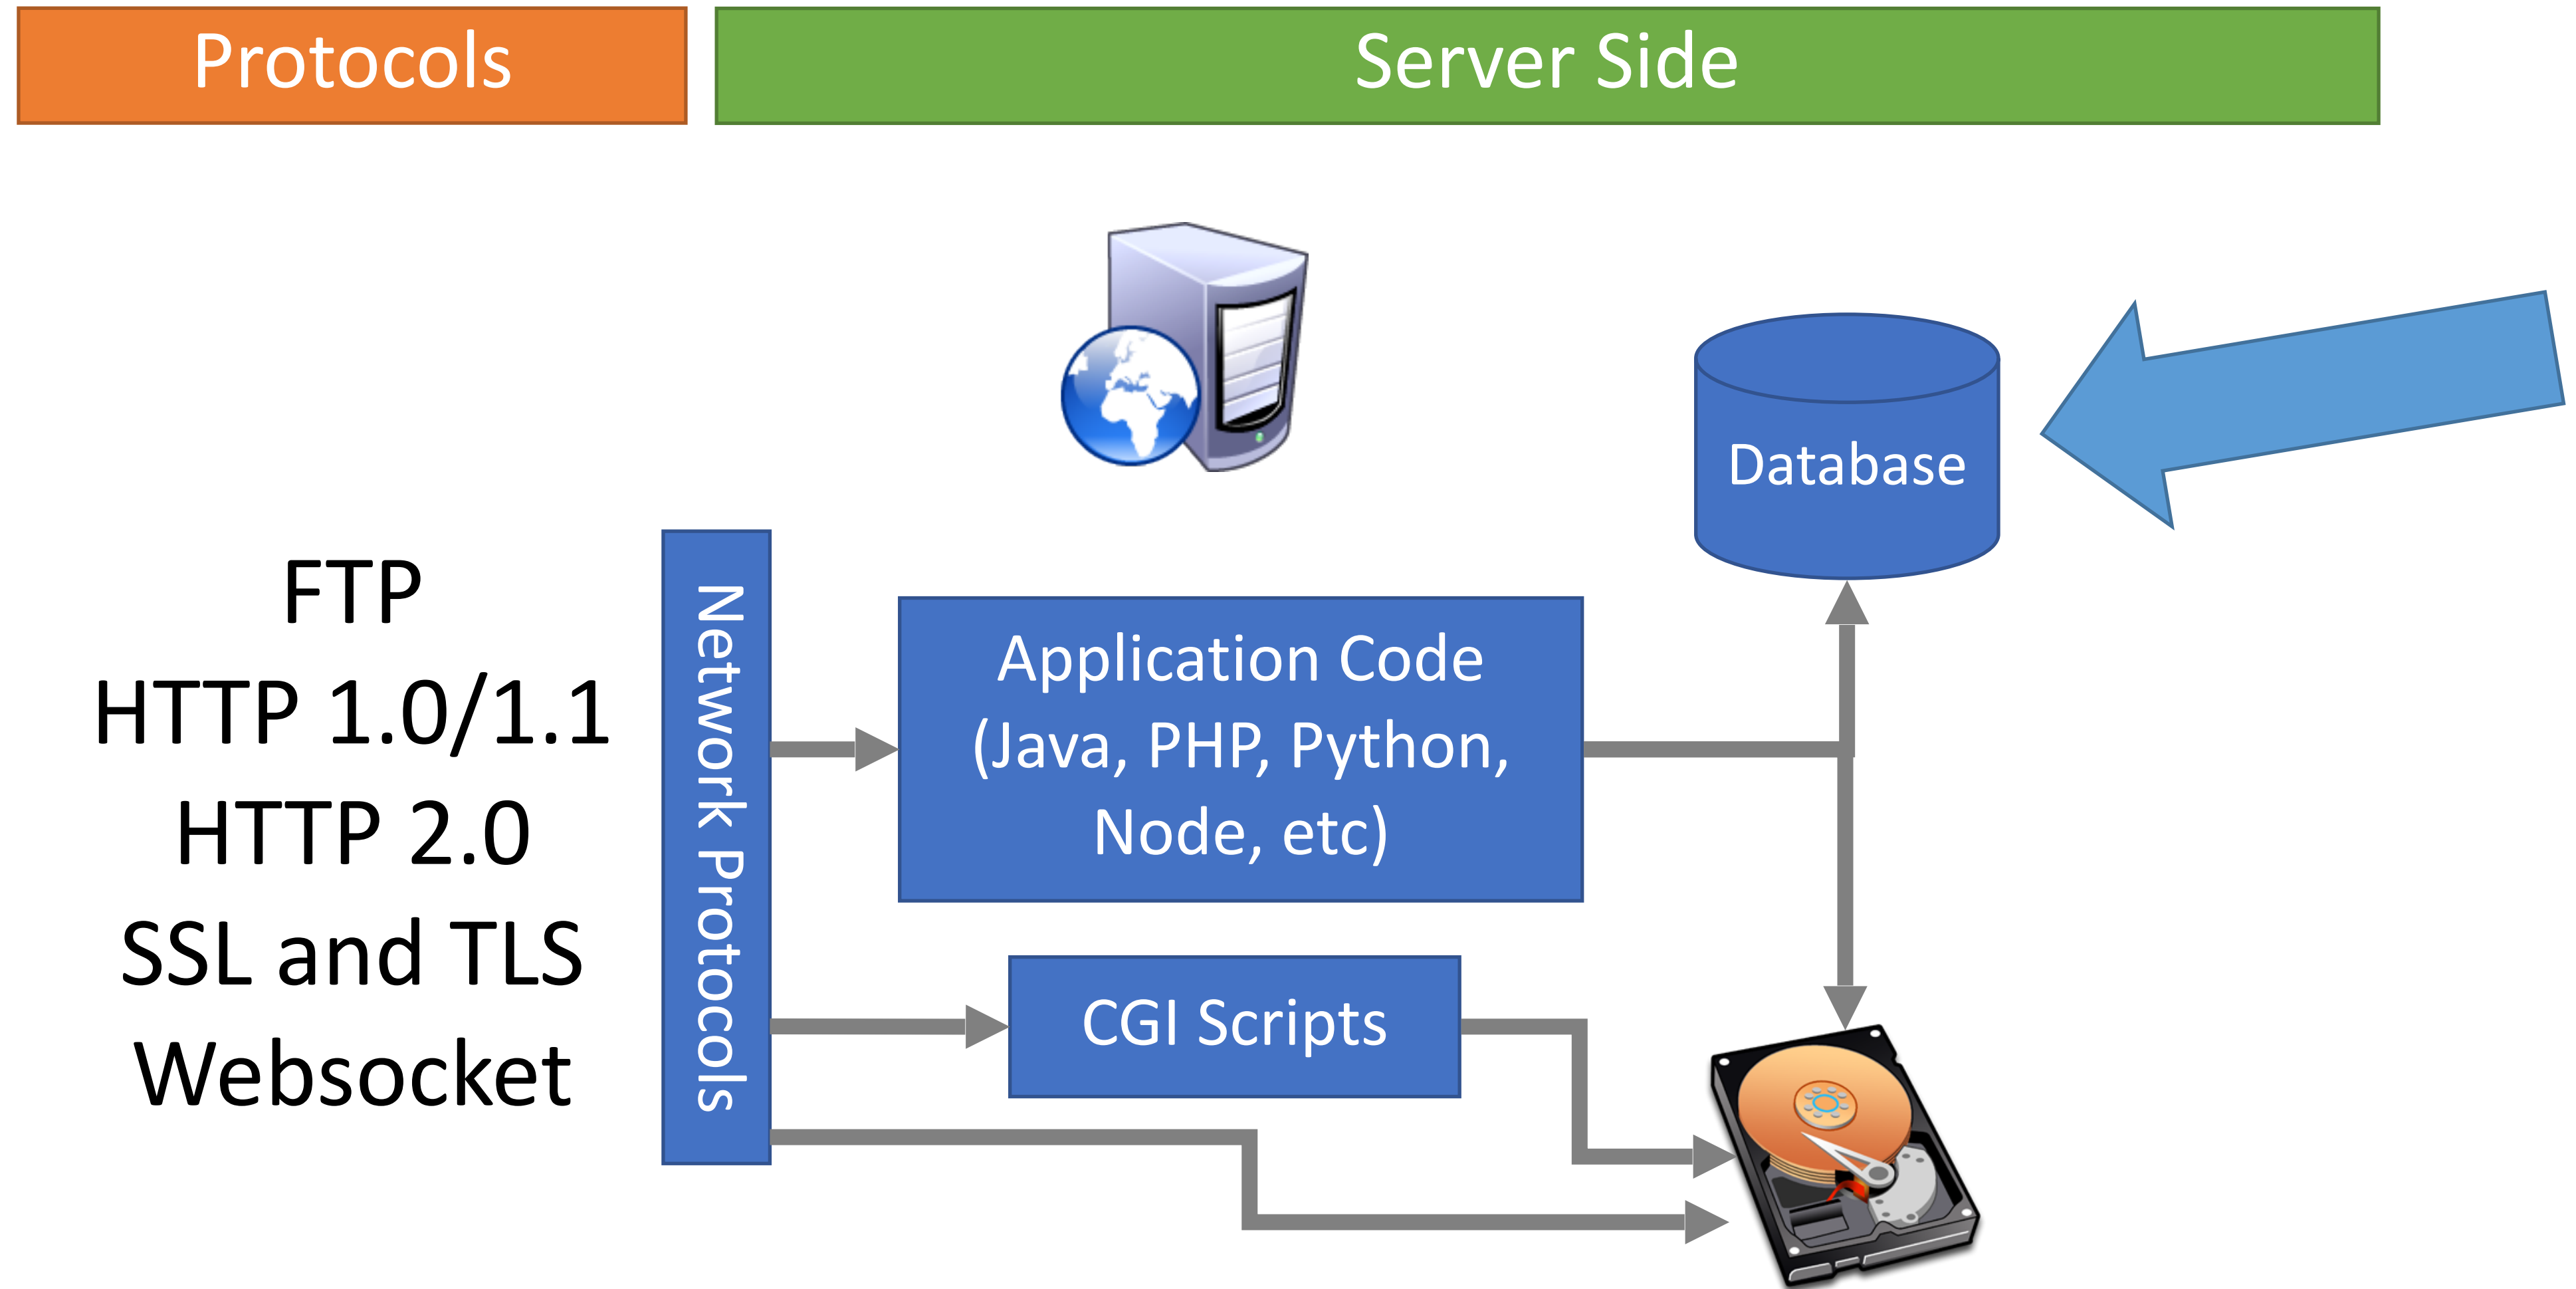 Protocols
Server Side
Database
FTP
HTTP 1.0/1.1
HTTP 2.0
SSL and TLS
Websocket
Network Protocols
Application Code
(Java, PHP, Python,
Node, etc)
CGI Scripts